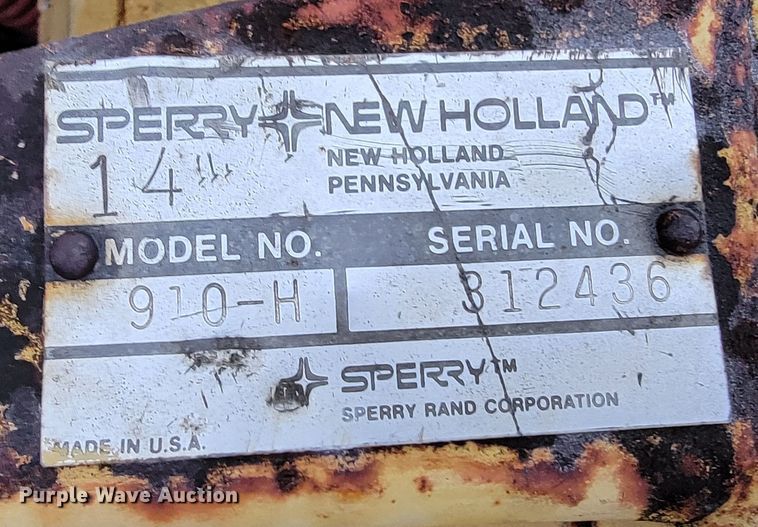 SPERRY NEW HOLLAND™
14"
NEW HOLLAND
PENNSYLVANIA
MODEL NO. SERIAL NO.
910-H 312436
SPERRY™
SPERRY RAND CORPORATION
MADE IN U.S.A.
Purple Wave Auction